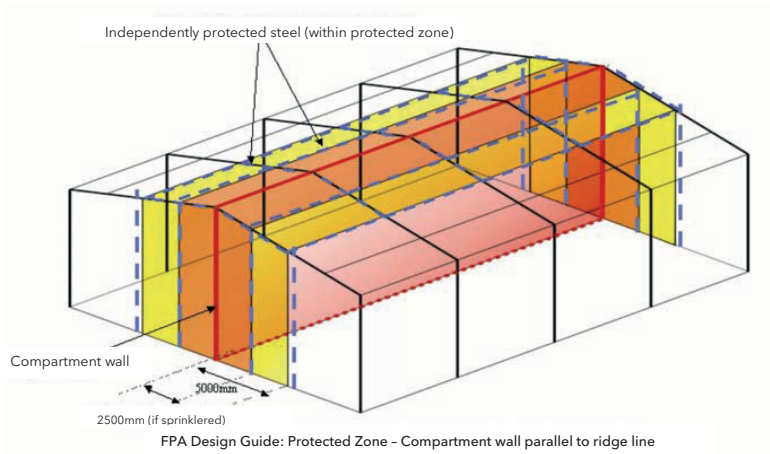 Independently protected steel (within protected zone)
Compartment wall
5000mm
2500mm (if sprinklered)
FPA Design Guide: Protected Zone – Compartment wall parallel to ridge line